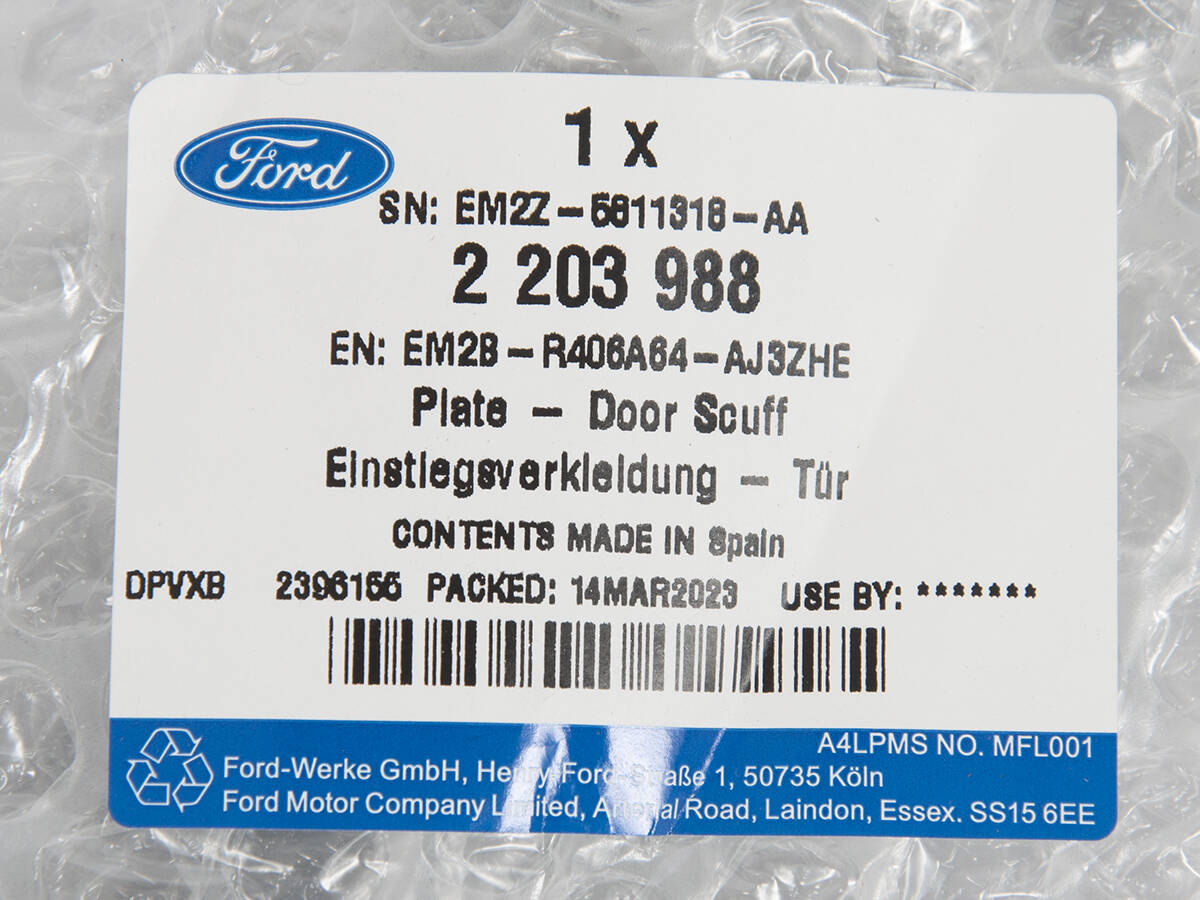 Ford
1 x
SN: EM2Z-5811318-AA
2 203 988
EN: EM2B-R406A64-AJ3ZHE
Plate - Door Scuff
Einstiegsverkleidung - Tür
CONTENTS MADE IN Spain
DPVXB 2396155 PACKED: 14MAR2023 USE BY: *******
A4LPMS NO. MFL001
Ford-Werke GmbH, Henry-Ford-Straße 1, 50735 Köln
Ford Motor Company Limited, Arterial Road, Laindon, Essex. SS15 6EE